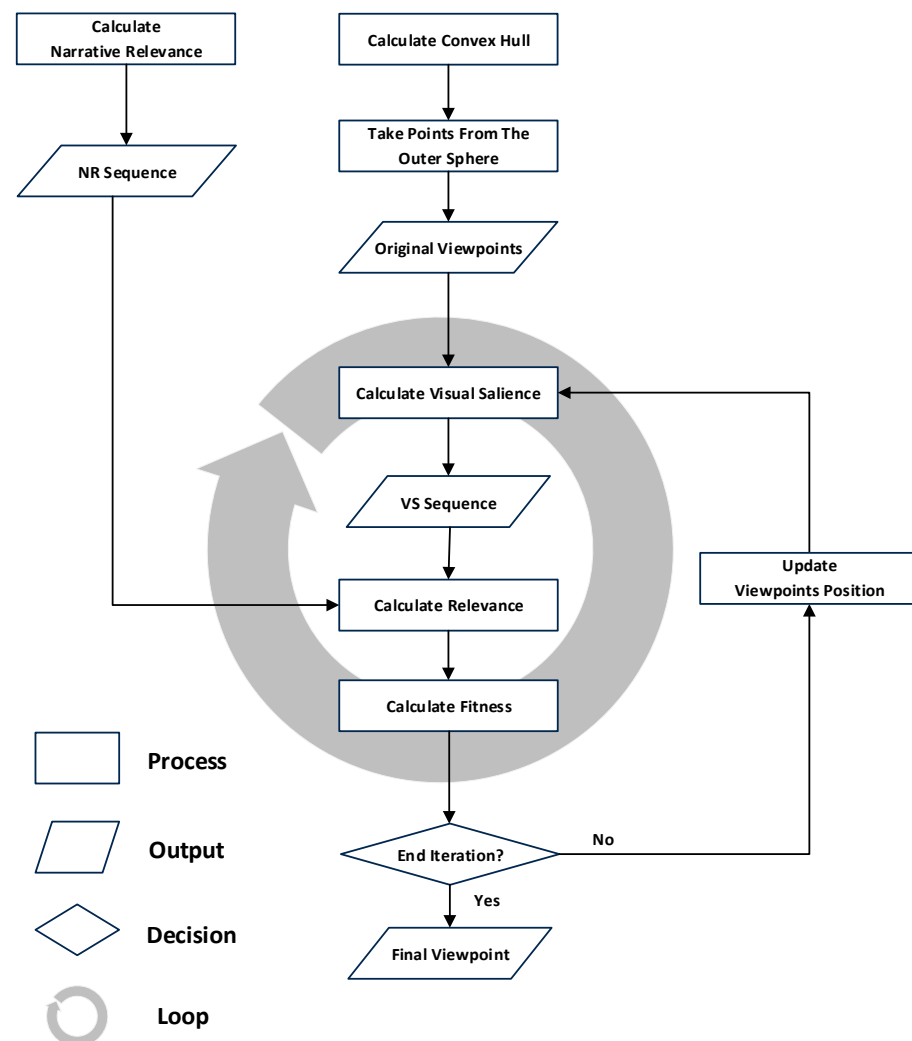 Calculate
Narrative Relevance
NR Sequence
Calculate Convex Hull
Take Points From The
Outer Sphere
Original Viewpoints
Calculate Visual Salience
VS Sequence
Calculate Relevance
Calculate Fitness
End Iteration?
No
Yes
Final Viewpoint
Update
Viewpoints Position
Process
Output
Decision
Loop